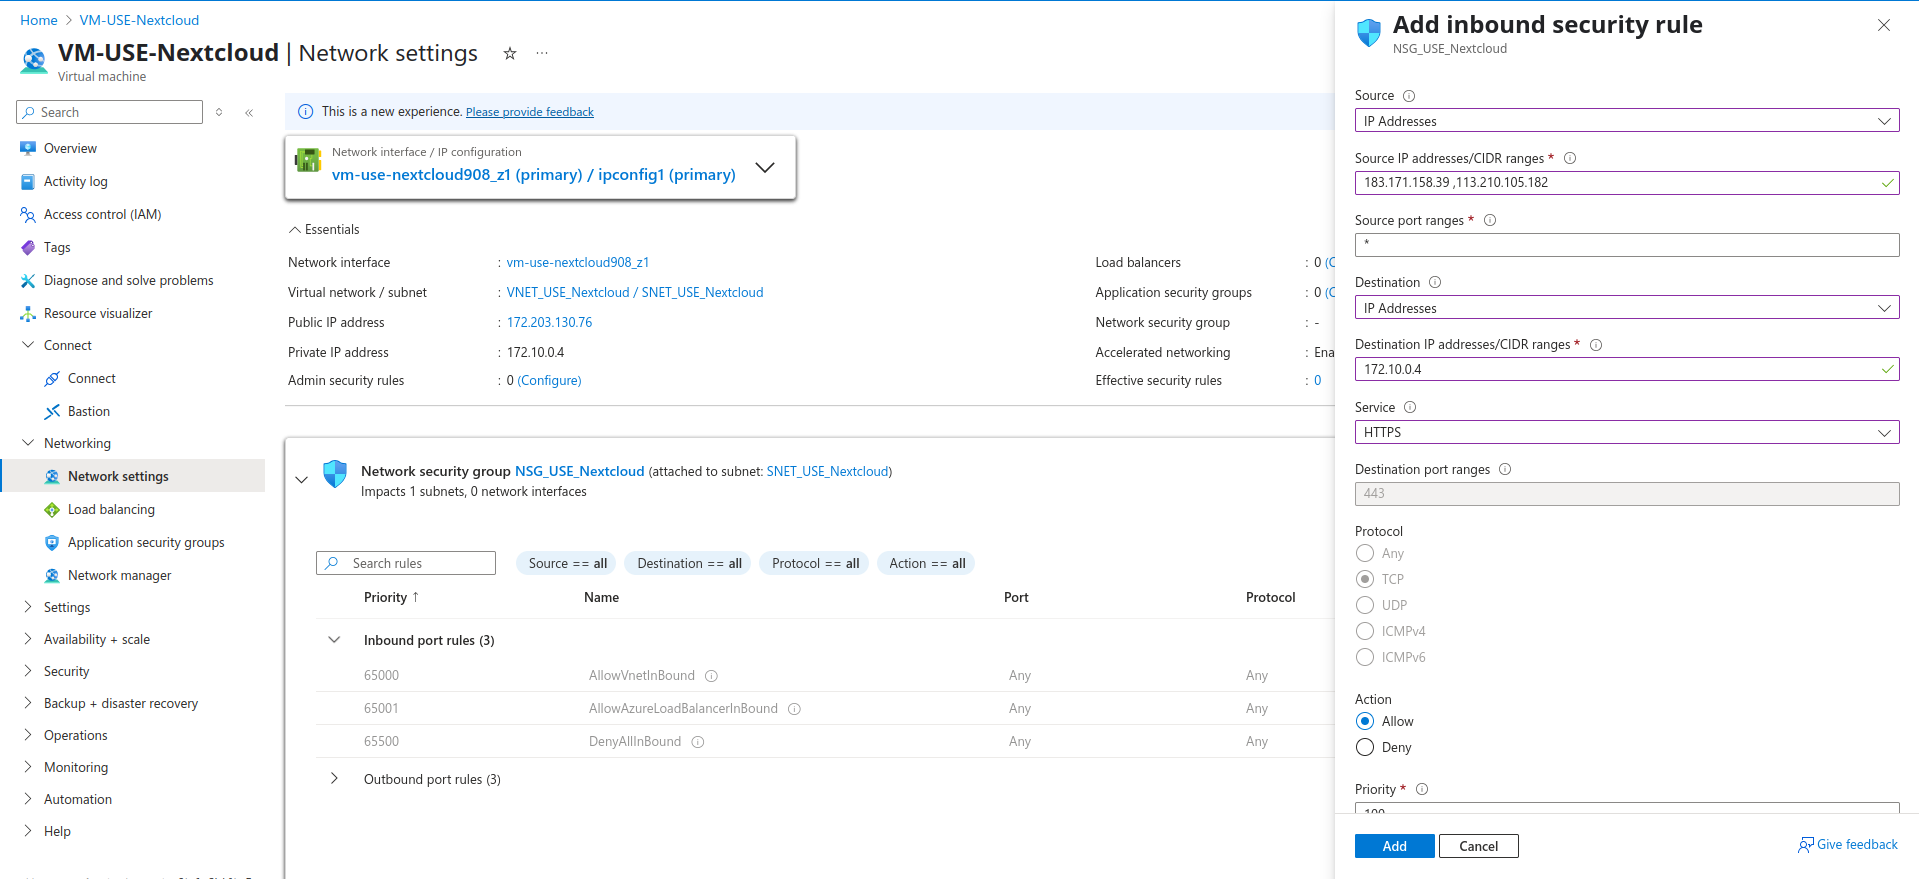 Home > VM-USE-Nextcloud
VM-USE-Nextcloud | Network settings
Virtual machine
Search
Overview
Activity log
Access control (IAM)
Tags
Diagnose and solve problems
Resource visualizer
Connect
Connect
Bastion
Networking
Network settings
Load balancing
Application security groups
Network manager
Settings
Availability + scale
Security
Backup + disaster recovery
Operations
Monitoring
Automation
Help
This is a new experience. Please provide feedback
Network interface / IP configuration
vm-use-nextcloud908_z1 (primary) / ipconfig1 (primary)
Essentials
Network interface : vm-use-nextcloud908_z1
Virtual network / subnet : VNET_USE_Nextcloud / SNET_USE_Nextcloud
Public IP address : 172.203.130.76
Private IP address : 172.10.0.4
Admin security rules : 0 (Configure)
Load balancers : 0 (
Application security groups : 0 (
Network security group : -
Accelerated networking : Ena
Effective security rules : 0
Network security group NSG_USE_Nextcloud (attached to subnet: SNET_USE_Nextcloud)
Impacts 1 subnets, 0 network interfaces
Search rules
Source == all
Destination == all
Protocol == all
Action == all
Priority ↑ Name Port Protocol
Inbound port rules (3)
65000 AllowVnetInBound Any Any
65001 AllowAzureLoadBalancerInBound Any Any
65500 DenyAllInBound Any Any
Outbound port rules (3)
Add inbound security rule
NSG_USE_Nextcloud
Source
IP Addresses
Source IP addresses/CIDR ranges *
183.171.158.39 ,113.210.105.182
Source port ranges *
*
Destination
IP Addresses
Destination IP addresses/CIDR ranges *
172.10.0.4
Service
HTTPS
Destination port ranges
443
Protocol
Any
TCP
UDP
ICMPv4
ICMPv6
Action
Allow
Deny
Priority *
Add
Cancel
Give feedback